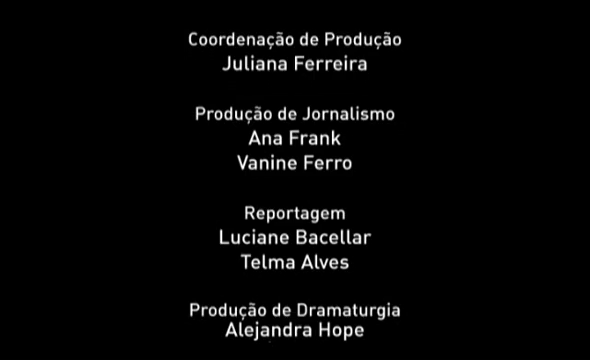 Coordenação de Produção
Juliana Ferreira
Produção de Jornalismo
Ana Frank
Vanine Ferro
Reportagem
Luciane Bacellar
Telma Alves
Produção de Dramaturgia
Alejandra Hope